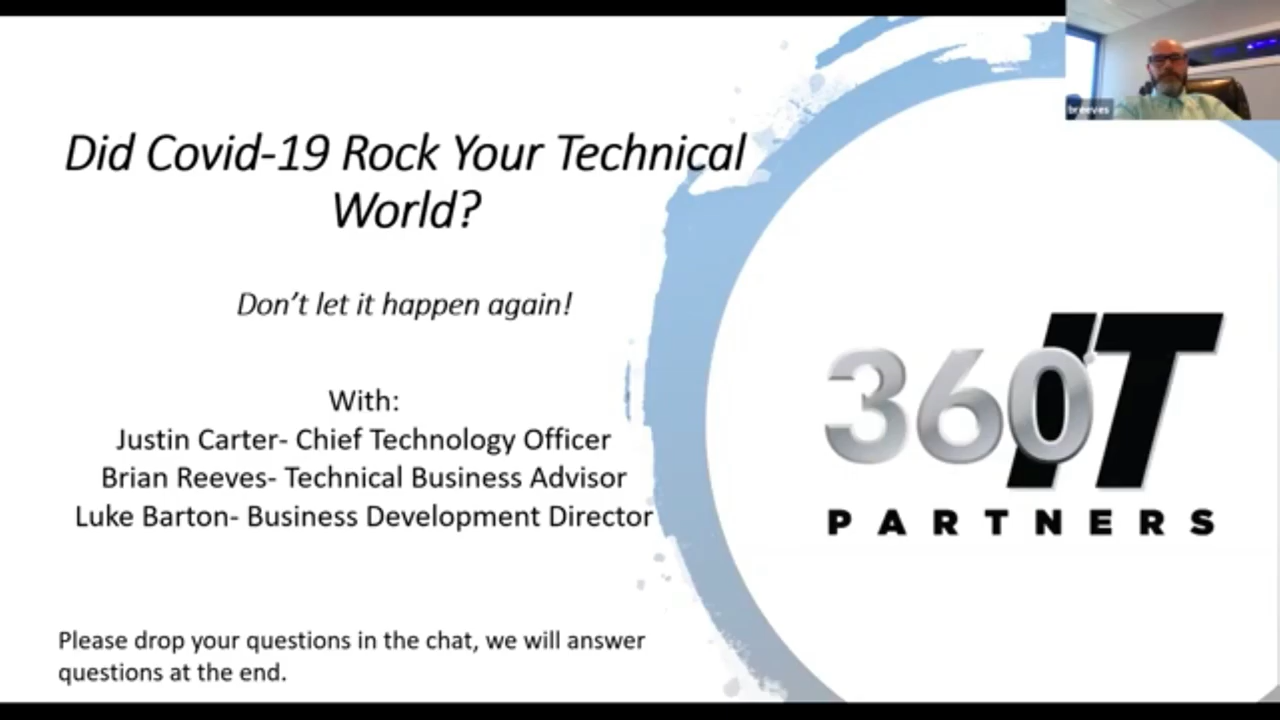 breeves
Did Covid-19 Rock Your Technical
World?
Don't let it happen again!
With:
Justin Carter- Chief Technology Officer
Brian Reeves- Technical Business Advisor
Luke Barton- Business Development Director
Please drop your questions in the chat, we will answer
questions at the end.
360° IT
PARTNERS